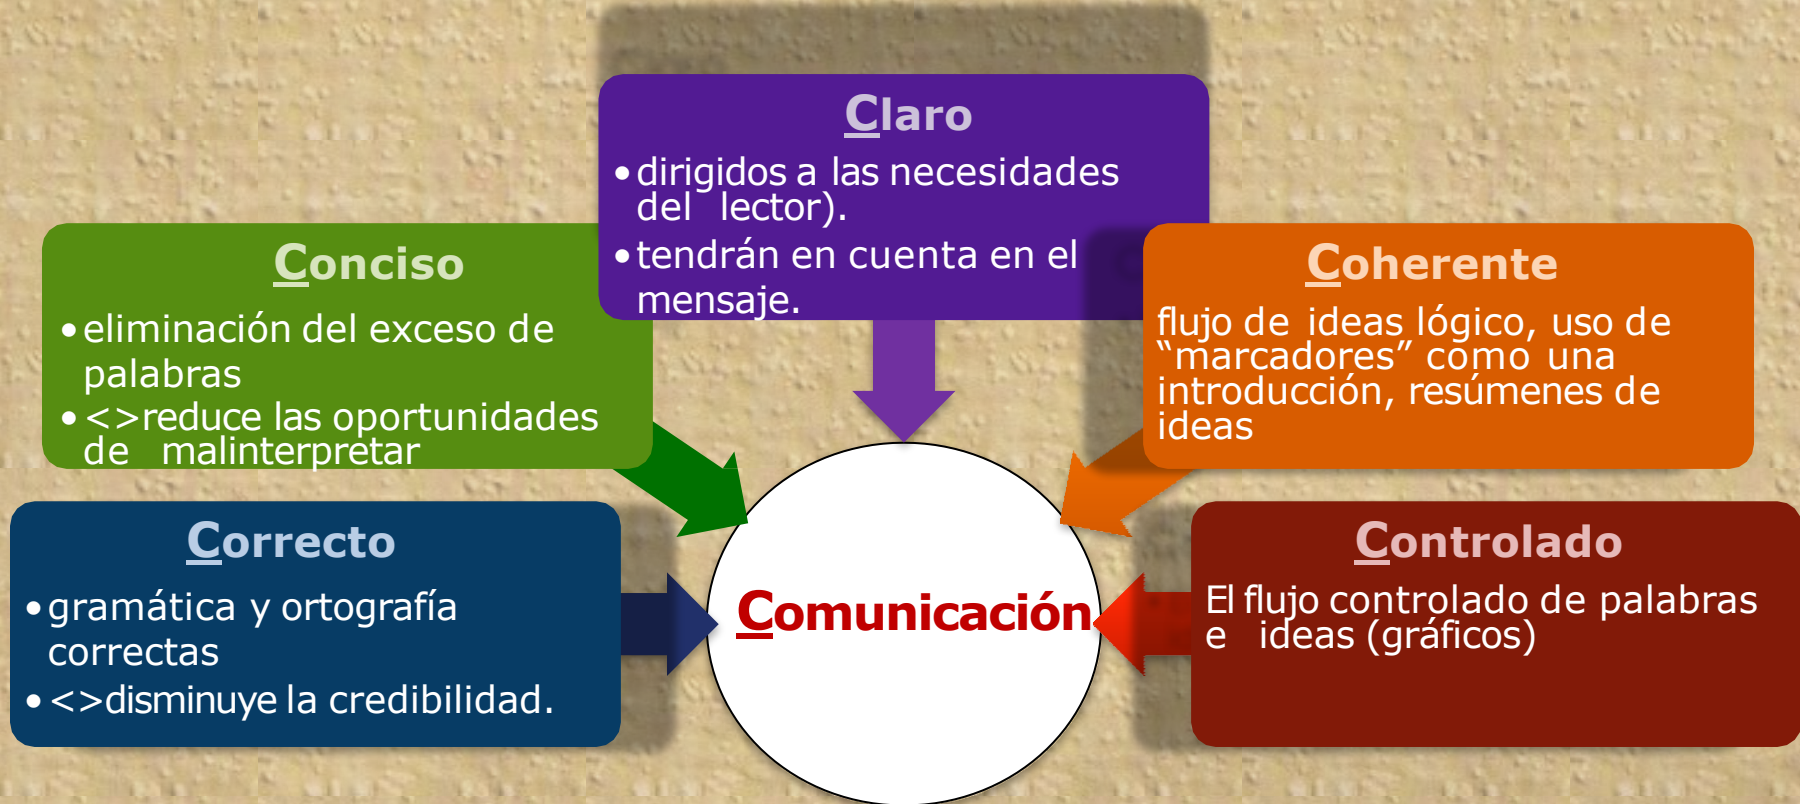 Claro
•dirigidos a las necesidades
del lector).
•tendrán en cuenta en el
mensaje.
Conciso
•eliminación del exceso de
palabras
•<>reduce las oportunidades
de malinterpretar
Coherente
flujo de ideas lógico, uso de
“marcadores” como una
introducción, resúmenes de
ideas
Correcto
•gramática y ortografía
correctas
•<>disminuye la credibilidad.
Comunicación
Controlado
El flujo controlado de palabras
e ideas (gráficos)